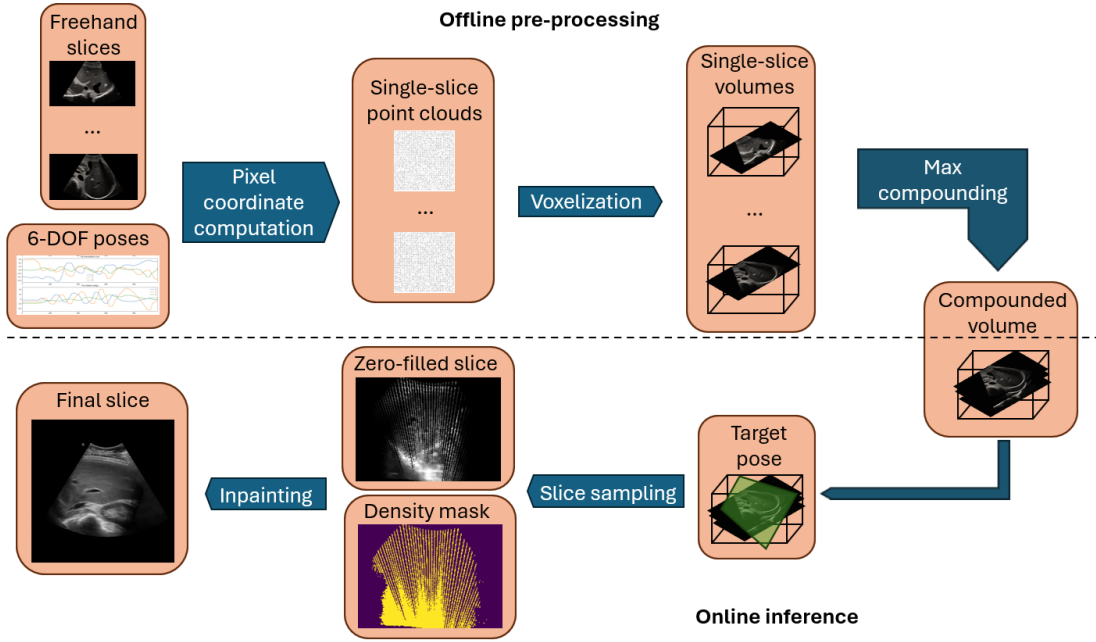 Offline pre-processing
Freehand
slices
...
6-DOF poses
Pixel
coordinate
computation
Single-slice
point clouds
...
Voxelization
Single-slice
volumes
...
Max
compounding
Compounded
volume
Target
pose
Slice sampling
Zero-filled slice
Density mask
Inpainting
Final slice
Online inference